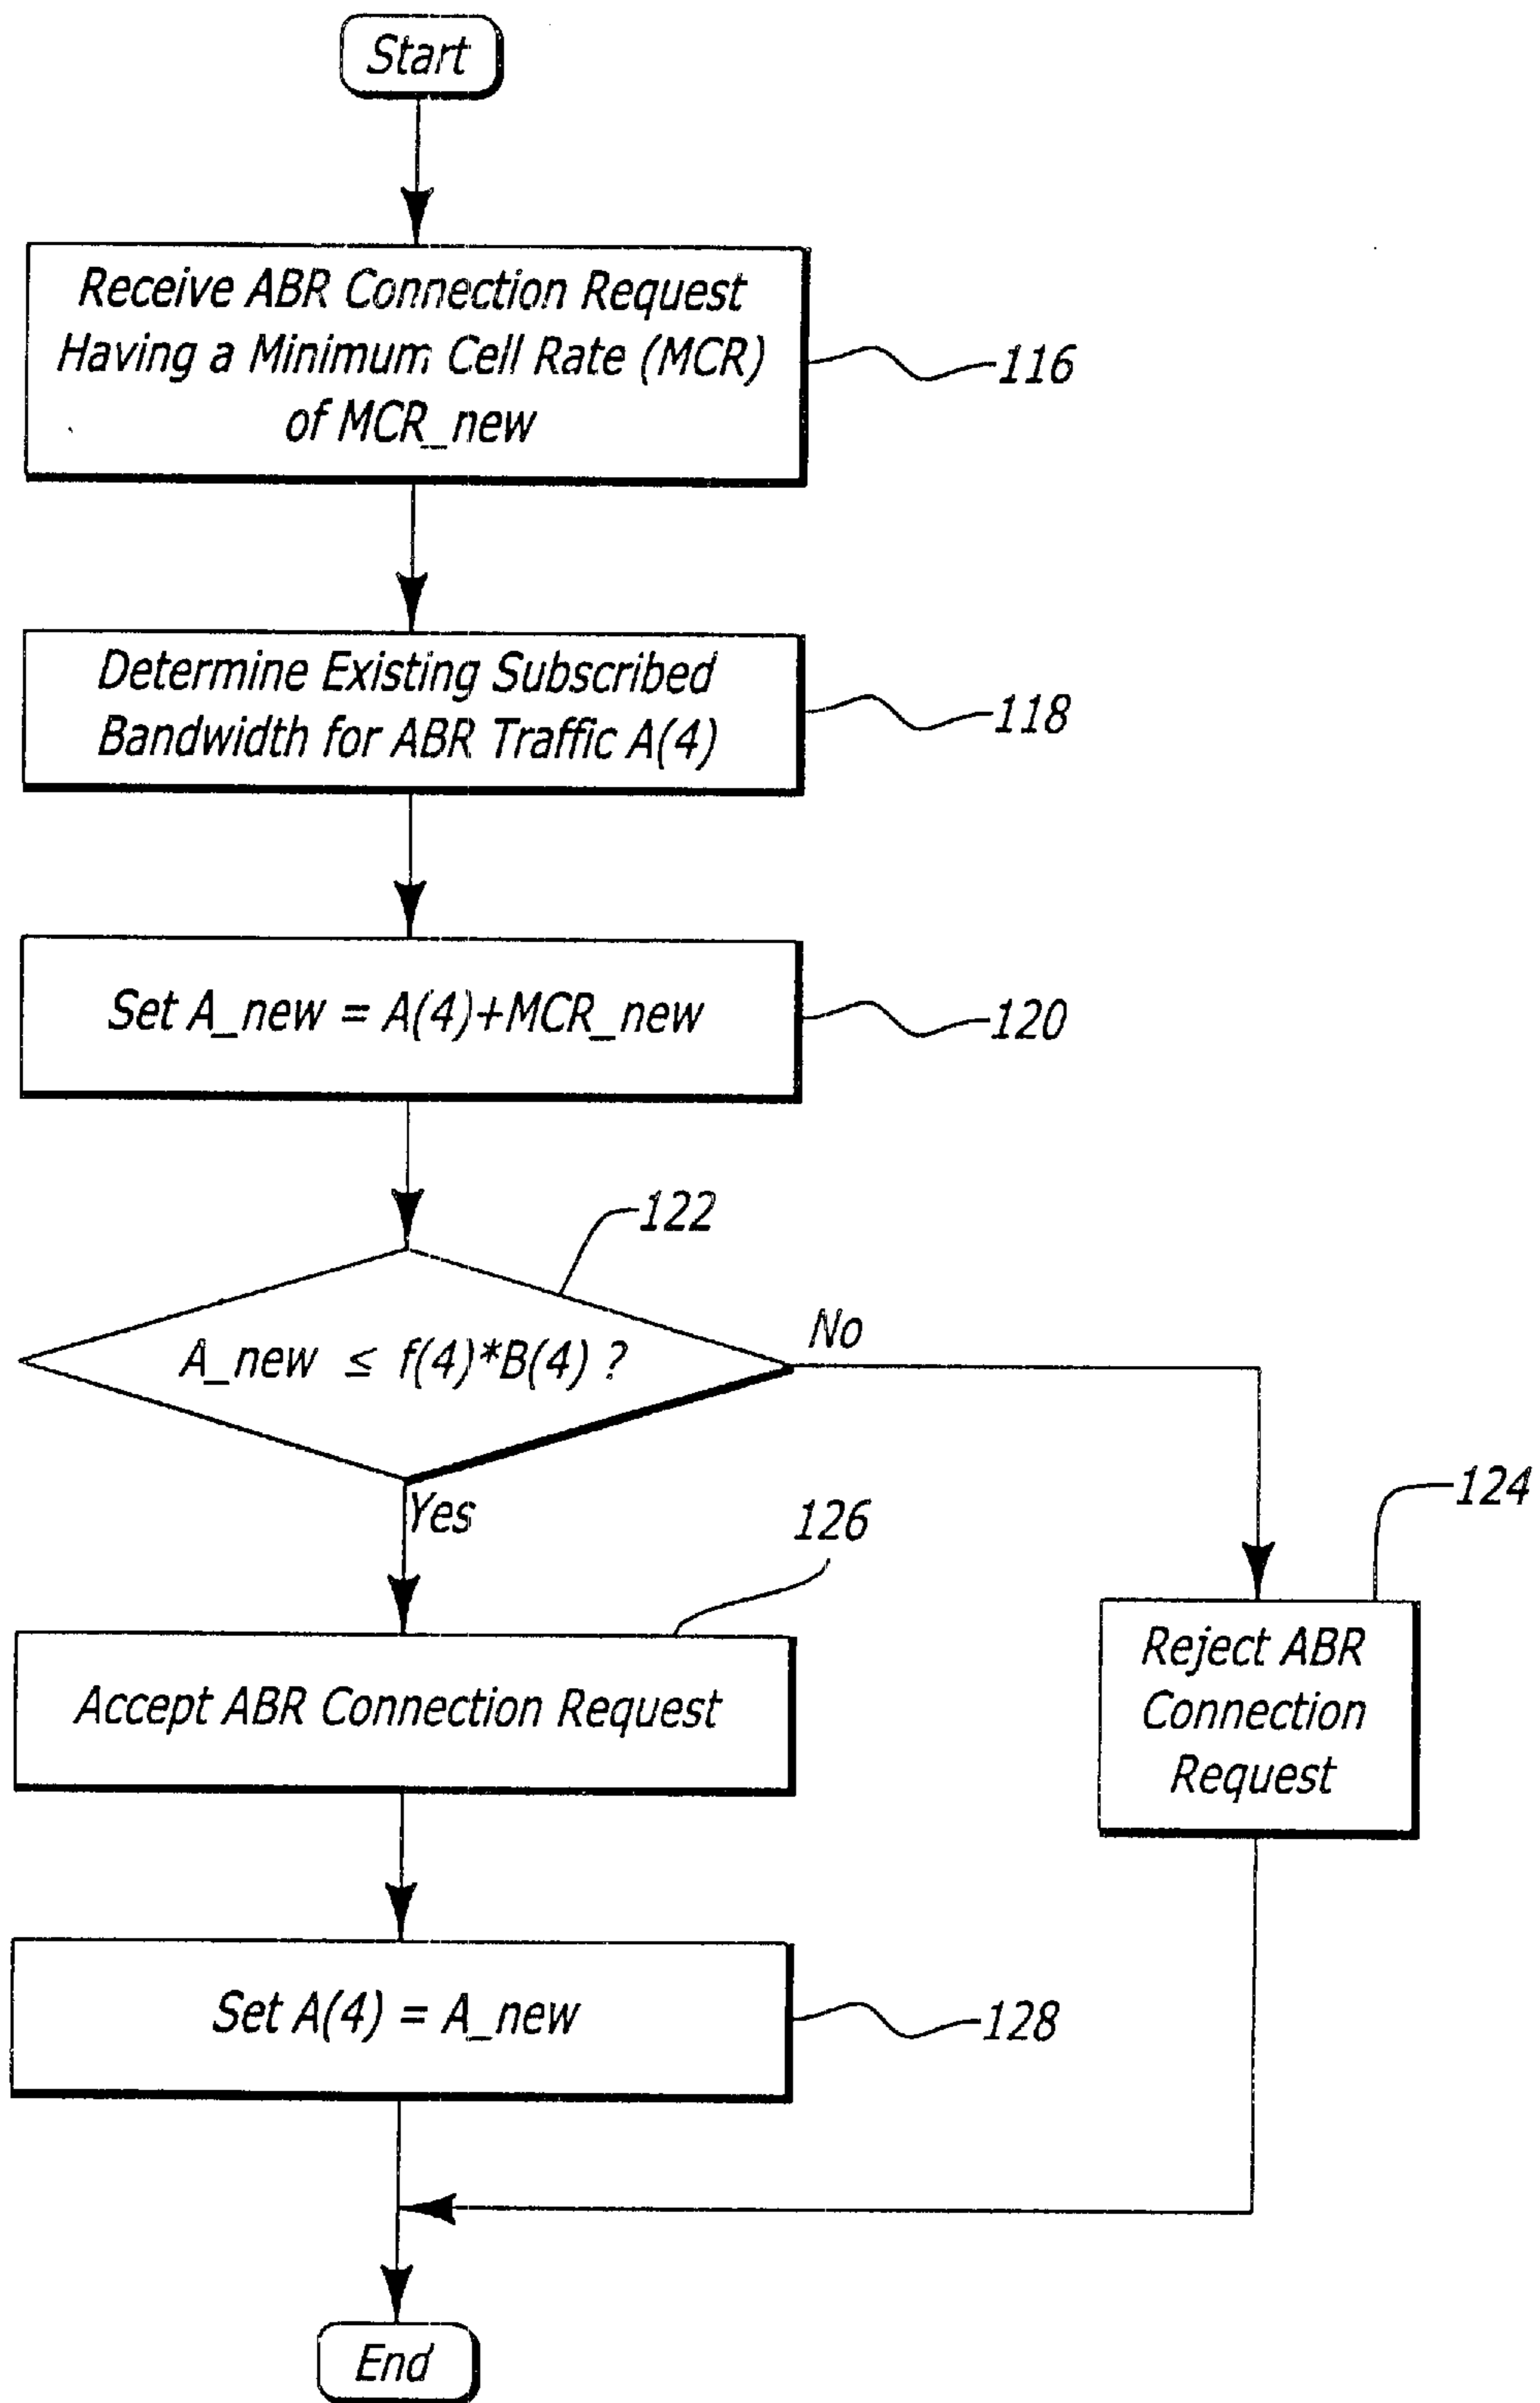 Start
Receive ABR Connection Request
Having a Minimum Cell Rate (MCR)
of MCR_new
116
Determine Existing Subscribed
Bandwidth for ABR Traffic A(4)
118
Set A_new = A(4)+MCR_new
120
122
A_new ≤ f(4)*B(4) ?
No
Yes
126
124
Accept ABR Connection Request
Reject ABR
Connection
Request
Set A(4) = A_new
128
End